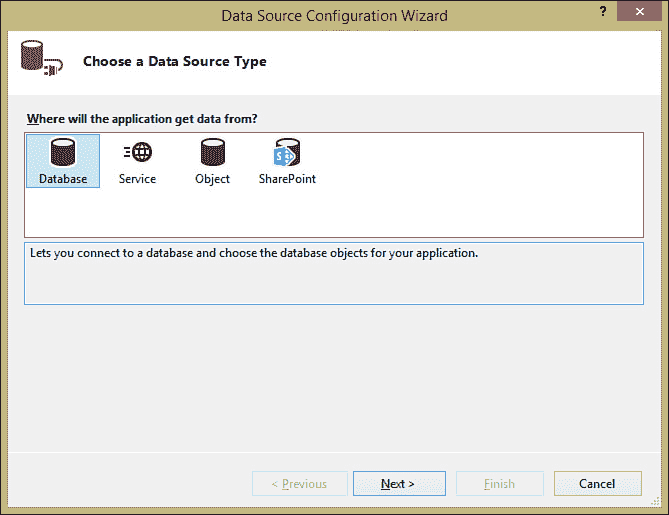 Data Source Configuration Wizard
?
Choose a Data Source Type
Where will the application get data from?
Database Service Object SharePoint
Lets you connect to a database and choose the database objects for your application.
< Previous Next > Finish Cancel